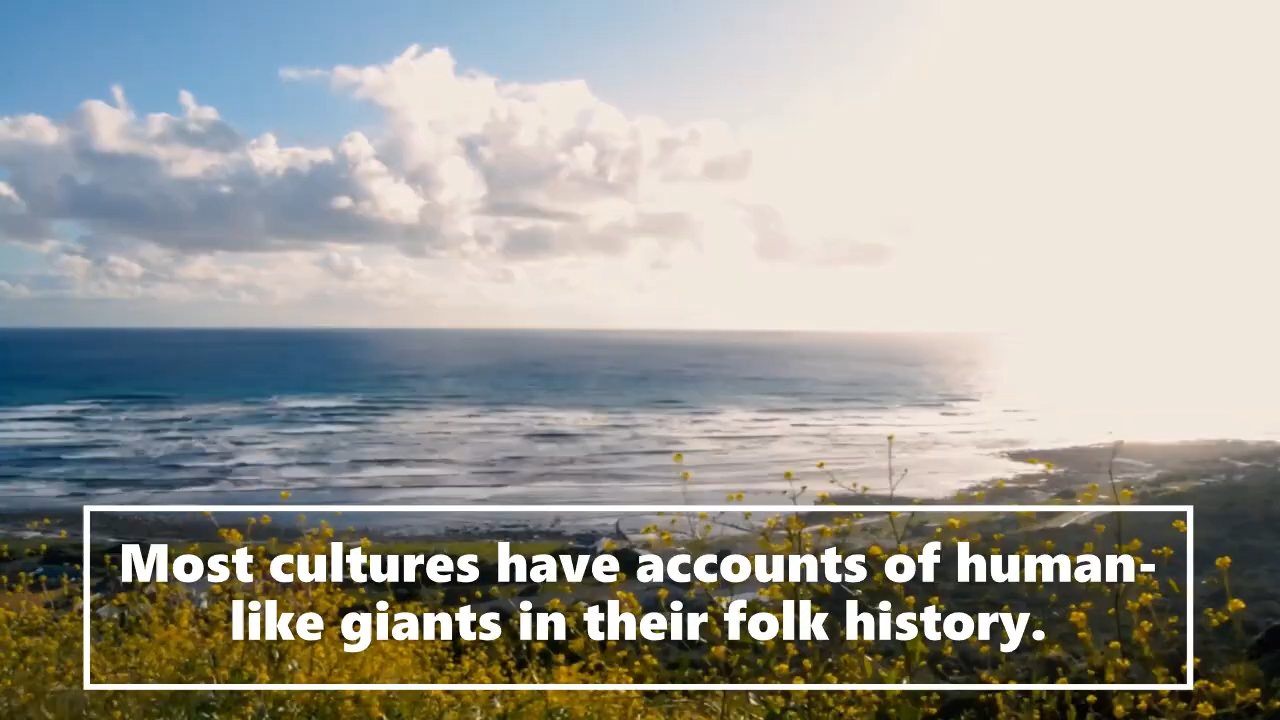 Most cultures have accounts of human-
like giants in their folk history.